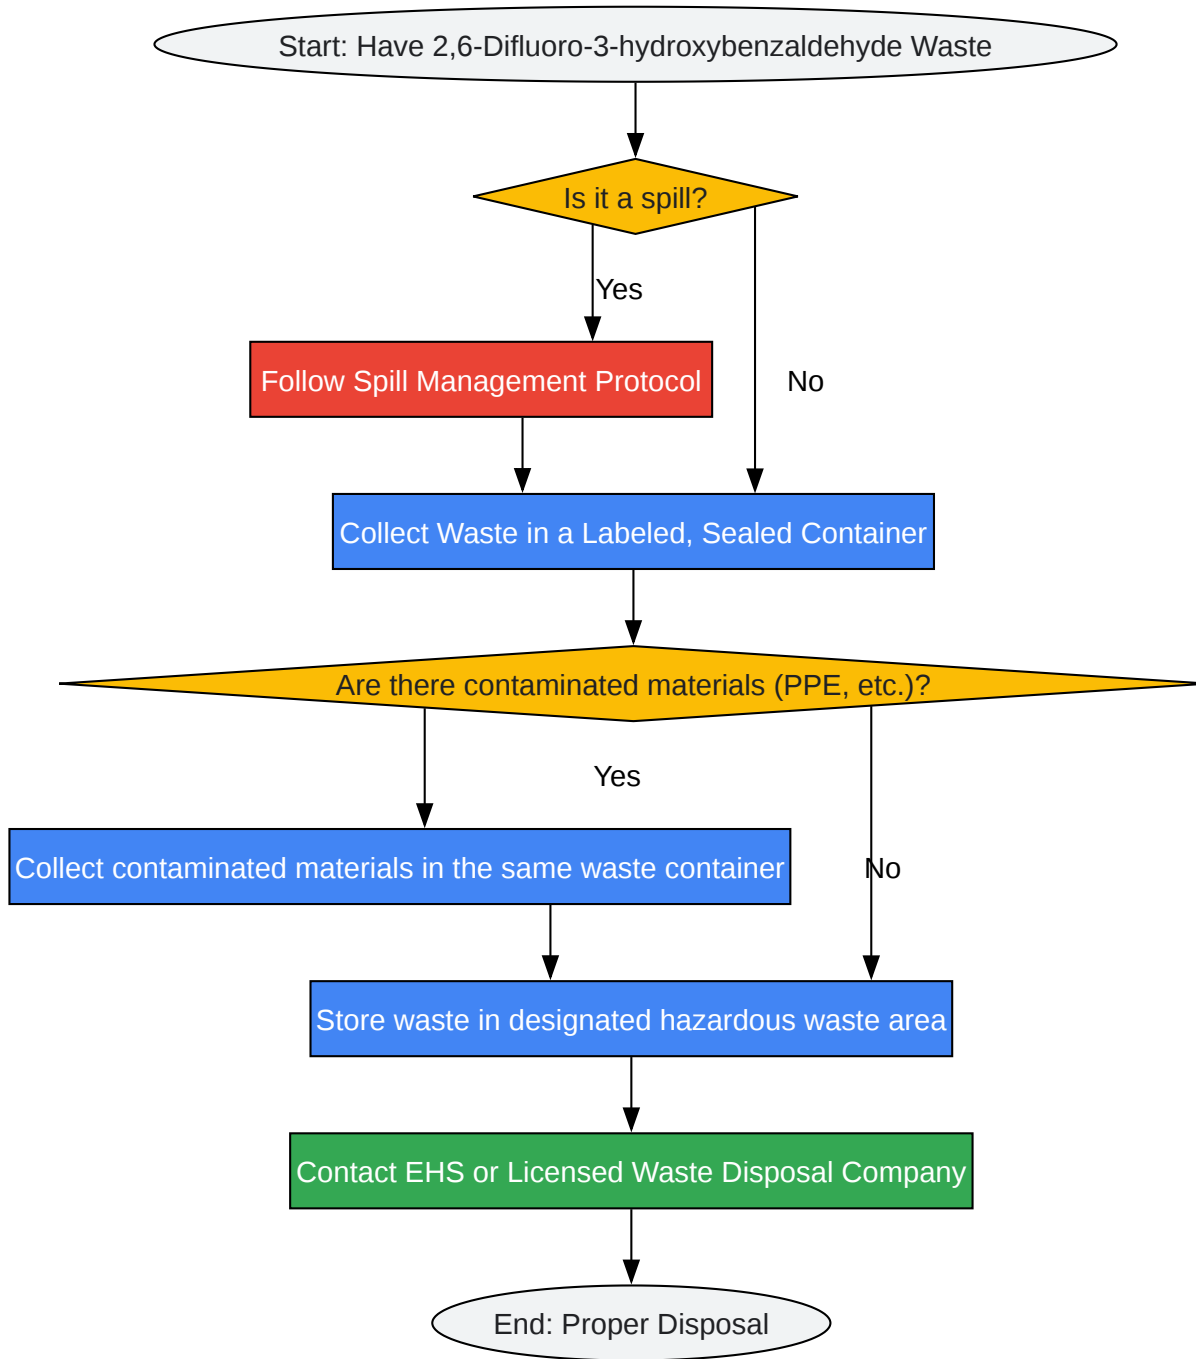 Start: Have 2,6-Difluoro-3-hydroxybenzaldehyde Waste
Is it a spill?
Yes
Follow Spill Management Protocol
No
Collect Waste in a Labeled, Sealed Container
Are there contaminated materials (PPE, etc.)?
Yes
Collect contaminated materials in the same waste container
No
Store waste in designated hazardous waste area
Contact EHS or Licensed Waste Disposal Company
End: Proper Disposal